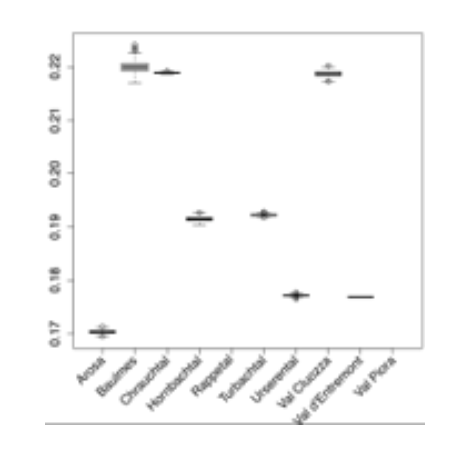 0.22
0.21
0.20
0.19
0.18
0.17
Arosa
Baulmes
Chrauchtal
Hornbachtal
Rappetal
Turbachtal
Urserental
Val Cluozza
Val d'Entremont
Val Piora